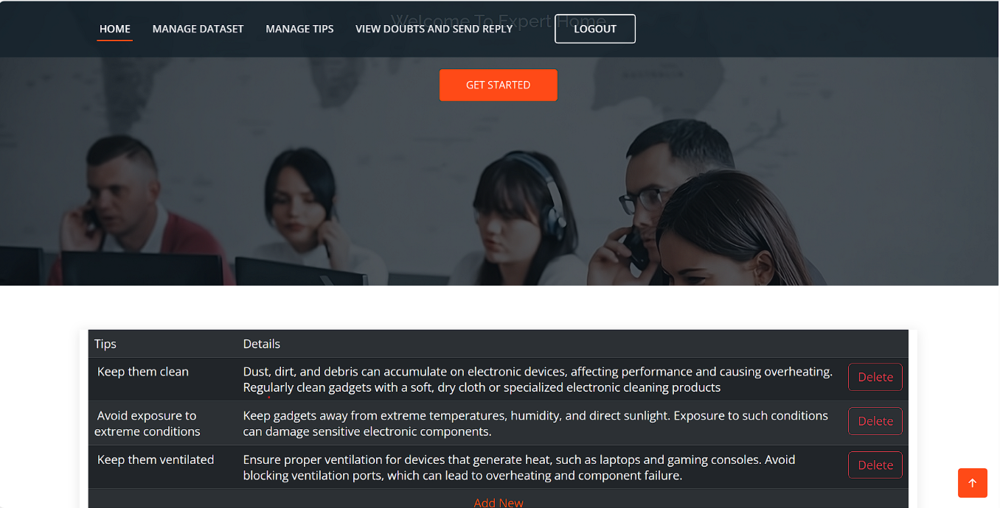 Welcome To Expert Home
HOME MANAGE DATASET MANAGE TIPS VIEW DOUBTS AND SEND REPLY LOGOUT
GET STARTED
Tips Details
Keep them clean Dust, dirt, and debris can accumulate on electronic devices, affecting performance and causing overheating. Delete
Regularly clean gadgets with a soft, dry cloth or specialized electronic cleaning products
Avoid exposure to Keep gadgets away from extreme temperatures, humidity, and direct sunlight. Exposure to such conditions Delete
extreme conditions can damage sensitive electronic components.
Keep them ventilated Ensure proper ventilation for devices that generate heat, such as laptops and gaming consoles. Avoid Delete
blocking ventilation ports, which can lead to overheating and component failure.
Add New